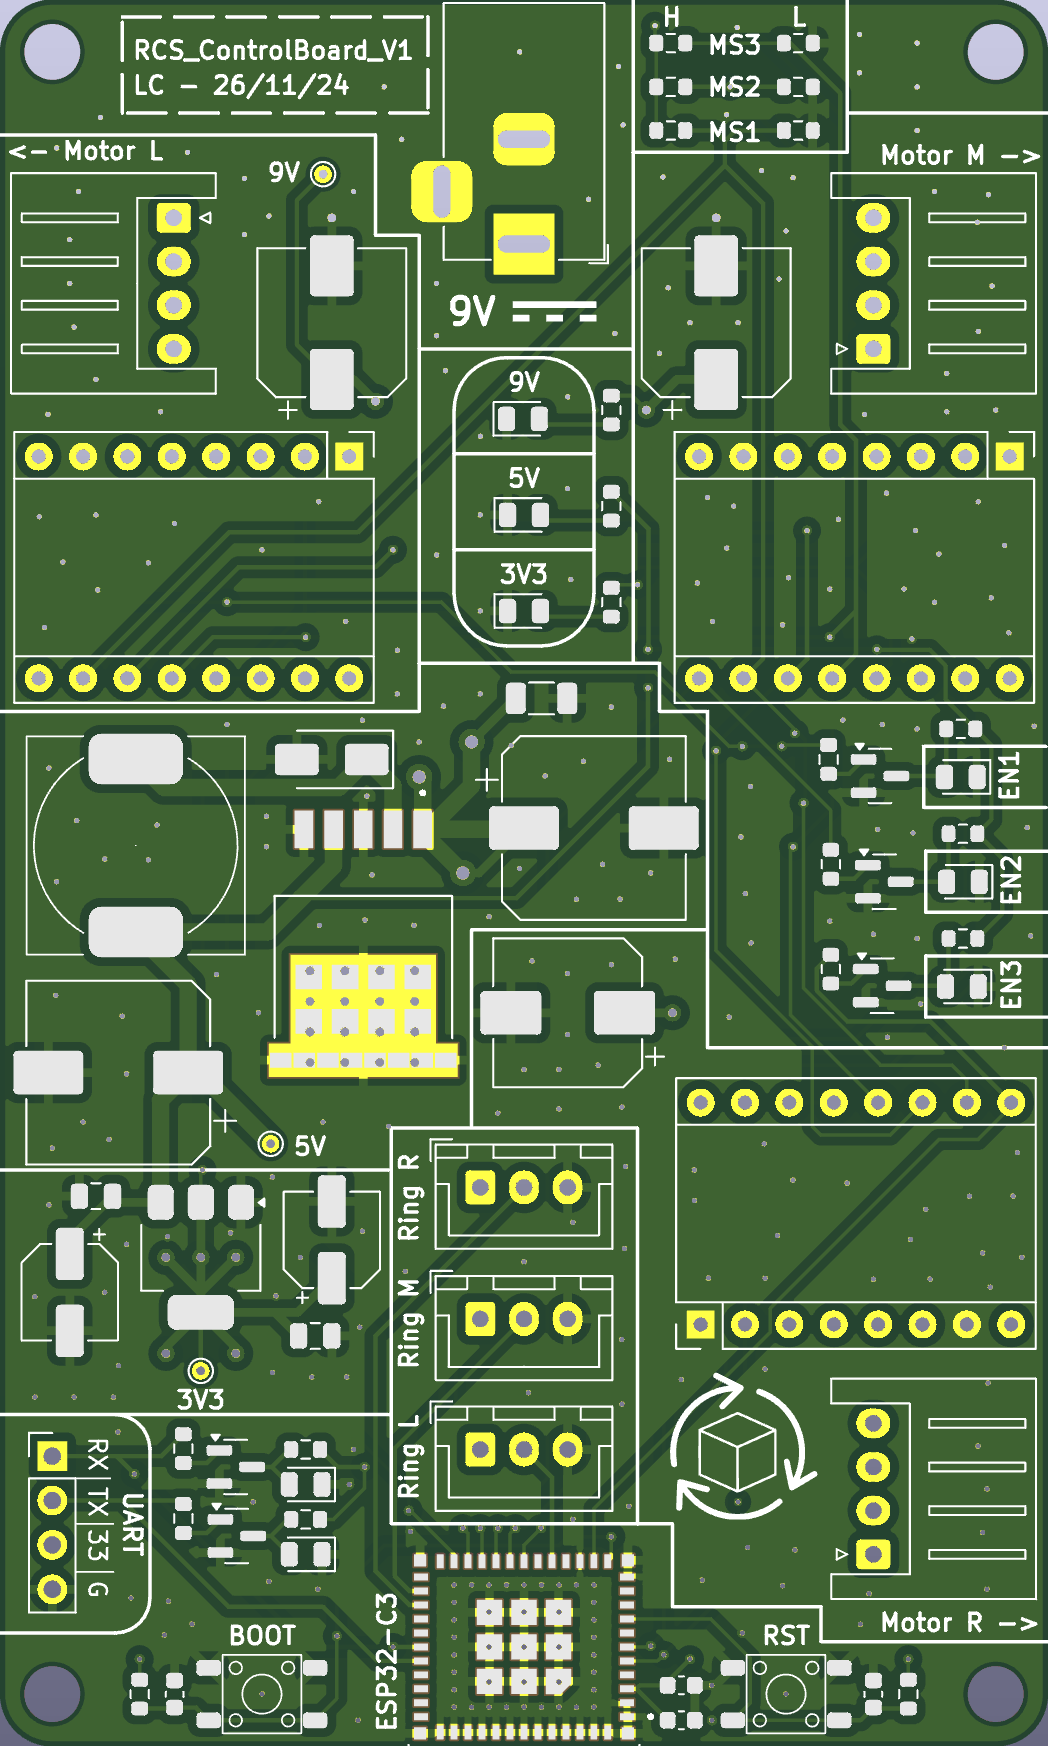 RCS_ControlBoard_V1
LC - 26/11/24
H L
MS3
MS2
MS1
<- Motor L
Motor M ->
9V
9V
9V
5V
3V3
EN1
EN2
EN3
5V
Ring R
Ring M
Ring L
3V3
RX
TX
33
G
UART
BOOT
ESP32-C3
RST
Motor R ->